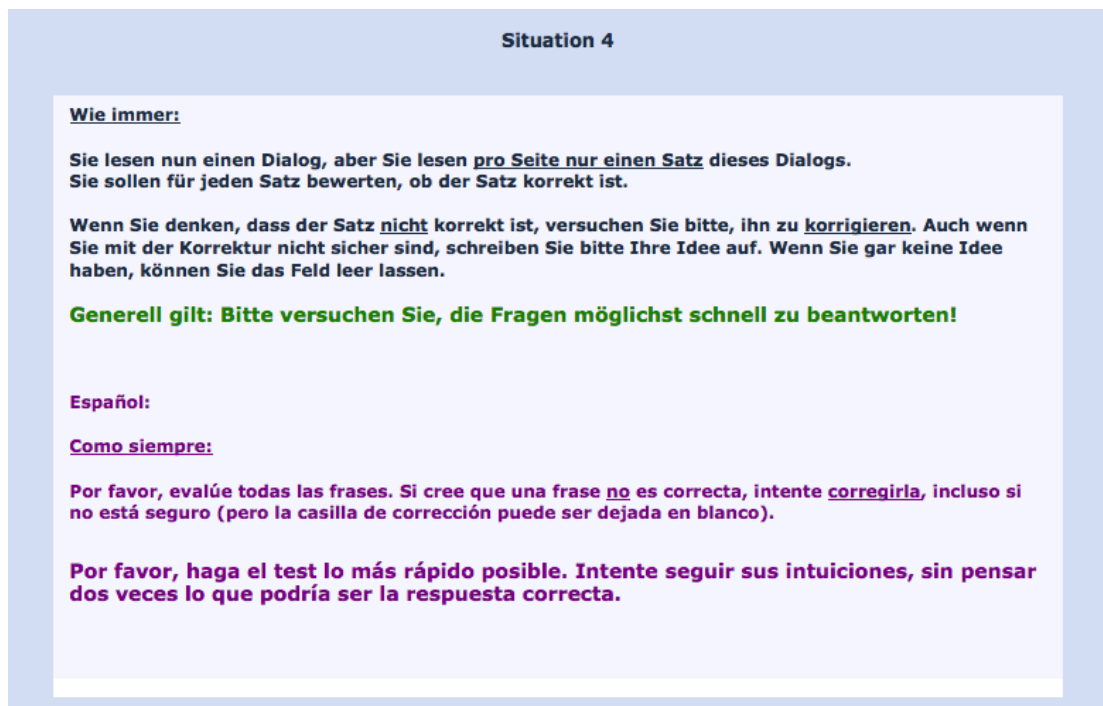 Situation 4
Wie immer:
Sie lesen nun einen Dialog, aber Sie lesen pro Seite nur einen Satz dieses Dialogs.
Sie sollen für jeden Satz bewerten, ob der Satz korrekt ist.
Wenn Sie denken, dass der Satz nicht korrekt ist, versuchen Sie bitte, ihn zu korrigieren. Auch wenn
Sie mit der Korrektur nicht sicher sind, schreiben Sie bitte Ihre Idee auf. Wenn Sie gar keine Idee
haben, können Sie das Feld leer lassen.
Generell gilt: Bitte versuchen Sie, die Fragen möglichst schnell zu beantworten!
Español:
Como siempre:
Por favor, evalúe todas las frases. Si cree que una frase no es correcta, intente corregirla, incluso si
no está seguro (pero la casilla de corrección puede ser dejada en blanco).
Por favor, haga el test lo más rápido posible. Intente seguir sus intuiciones, sin pensar
dos veces lo que podría ser la respuesta correcta.